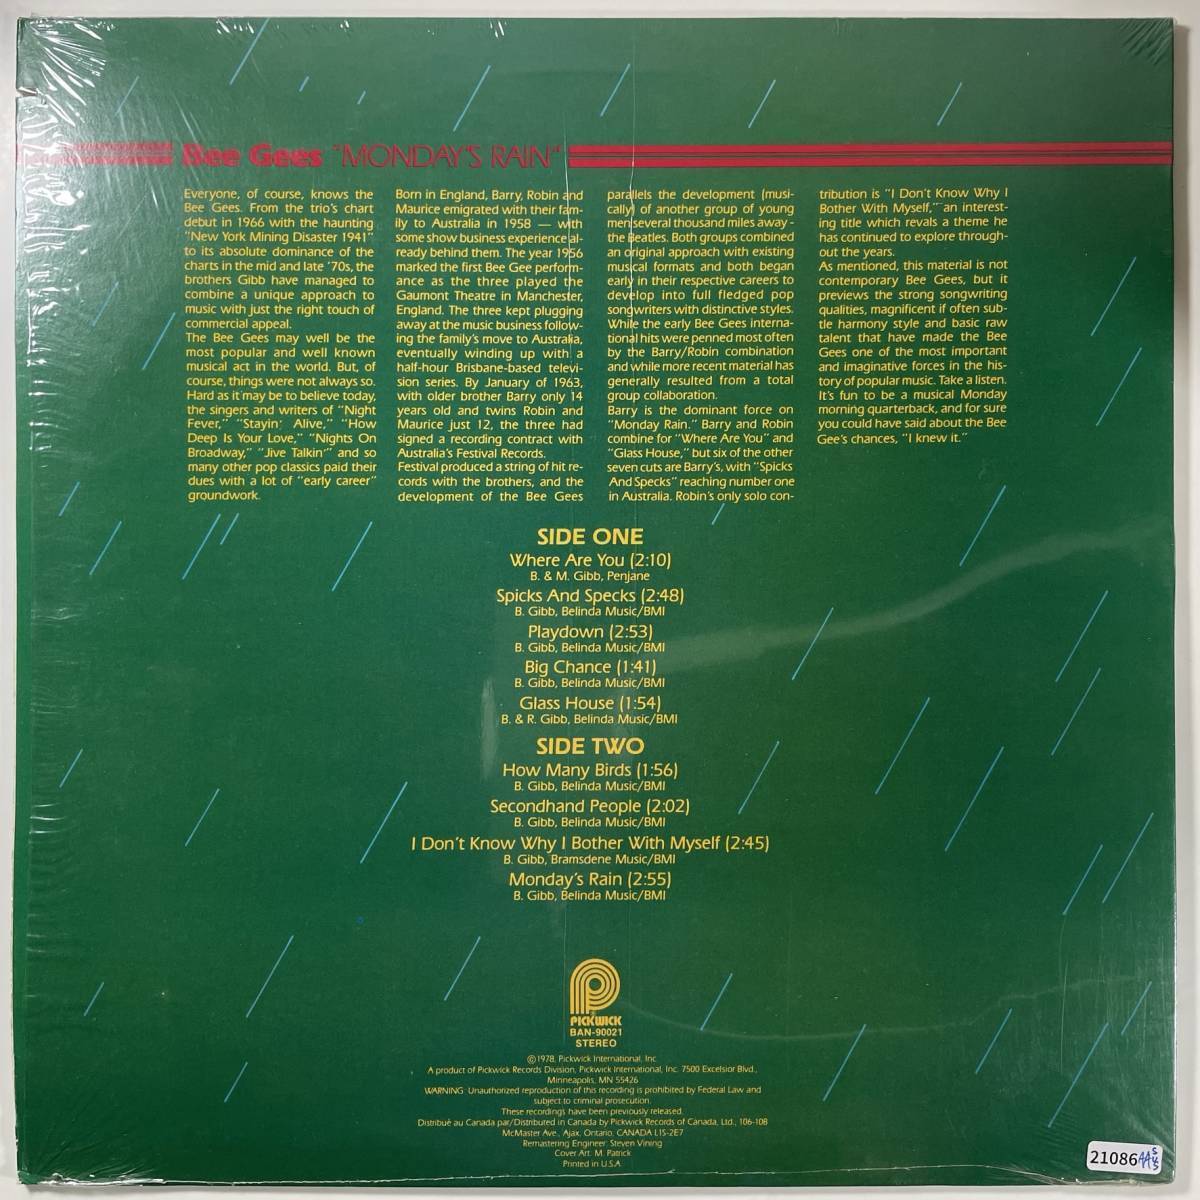 Bee Gees "MONDAY'S RAIN"
Everyone, of course, knows the
Bee Gees. From the trio's chart
debut in 1966 with the haunting
"New York Mining Disaster 1941"
to its absolute dominance of the
charts in the mid and late '70s, the
brothers Gibb have managed to
combine a unique approach to
music with just the right touch of
commercial appeal.
The Bee Gees may well be the
most popular and well known
musical act in the world. But, of
course, things were not always so.
Hard as it may be to believe today,
the singers and writers of "Night
Fever," "Stayin' Alive," "How
Deep Is Your Love," "Nights On
Broadway," "Jive Talkin'" and so
many other pop classics paid their
dues with a lot of "early career"
groundwork.
Born in England, Barry, Robin and
Maurice emigrated with their fam-
ily to Australia in 1958 — with
some show business experience al-
ready behind them. The year 1956
marked the first Bee Gee perform-
ance as the three played the
Gaumont Theatre in Manchester,
England. The three kept plugging
away at the music business follow-
ing the family's move to Australia,
eventually winding up with a
half-hour Brisbane-based televi-
sion series. By January of 1963,
with older brother Barry only 14
years old and twins Robin and
Maurice just 12, the three had
signed a recording contract with
Australia's Festival Records.
Festival produced a string of hit re-
cords with the brothers, and the
development of the Bee Gees
parallels the development (musi-
cally) of another group of young
men several thousand miles away -
the Beatles. Both groups combined
an original approach with existing
musical formats and both began
early in their respective careers to
develop into full fledged pop
songwriters with distinctive styles.
While the early Bee Gees interna-
tional hits were penned most often
by the Barry/Robin combination
and while more recent material has
generally resulted from a total
group collaboration.
Barry is the dominant force on
"Monday Rain." Barry and Robin
combine for "Where Are You" and
"Glass House," but six of the other
seven cuts are Barry's, with "Spicks
And Specks" reaching number one
in Australia. Robin's only solo con-
tribution is "I Don't Know Why I
Bother With Myself," an interest-
ing title which revals a theme he
has continued to explore through-
out the years.
As mentioned, this material is not
contemporary Bee Gees, but it
previews the strong songwriting
qualities, magnificent if often sub-
tle harmony style and basic raw
talent that have made the Bee
Gees one of the most important
and imaginative forces in the his-
tory of popular music. Take a listen.
It's fun to be a musical Monday
morning quarterback, and for sure
you could have said about the Bee
Gee's chances, "I knew it."
SIDE ONE
Where Are You (2:10)
B. & M. Gibb, Penjane
Spicks And Specks (2:48)
B. Gibb, Belinda Music/BMI
Playdown (2:53)
B. Gibb, Belinda Music/BMI
Big Chance (1:41)
B. Gibb, Belinda Music/BMI
Glass House (1:54)
B. & R. Gibb, Belinda Music/BMI
SIDE TWO
How Many Birds (1:56)
B. Gibb, Belinda Music/BMI
Secondhand People (2:02)
B. Gibb, Belinda Music/BMI
I Don't Know Why I Bother With Myself (2:45)
B. Gibb, Bramsdene Music/BMI
Monday's Rain (2:55)
B. Gibb, Belinda Music/BMI
PICKWICK
BAN-90021
STEREO
©1978, Pickwick International, Inc
A product of Pickwick Records Division, Pickwick International, Inc. 7500 Excelsior Blvd.,
Minneapolis, MN 55426
WARNING: Unauthorized reproduction of this recording is prohibited by Federal Law and
subject to criminal prosecution.
These recordings have been previously released.
Distribué au Canada par/Distributed in Canada by Pickwick Records of Canada, Ltd., 106-108
McMaster Ave., Ajax, Ontario, CANADA L1S-2E7
Remastering Engineer: Steven Vining
Cover Art: M. Patrick
Printed in U.S.A.
21086